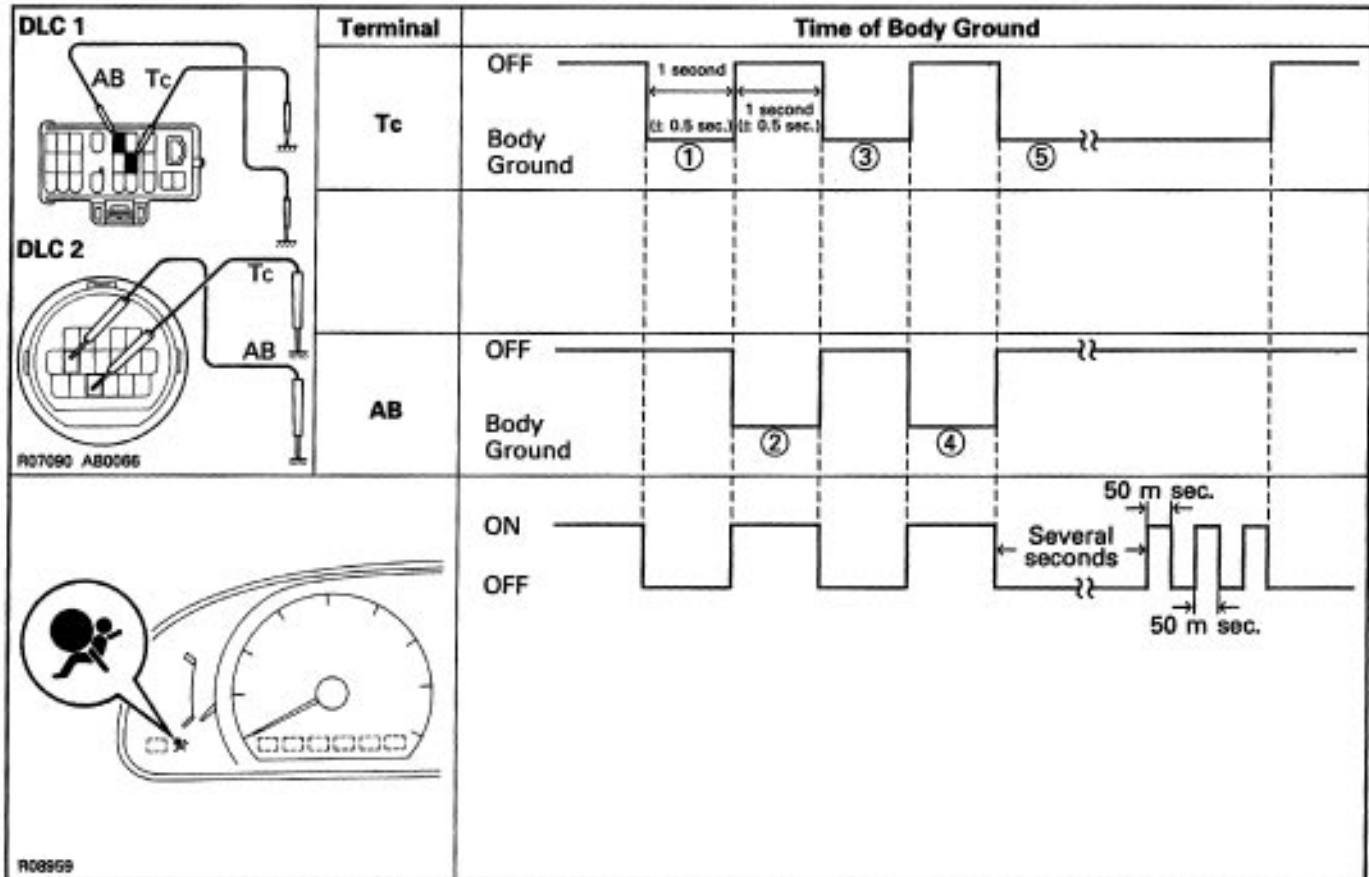 DLC 1
AB Tc
DLC 2
Tc
AB
R07090 AB0066
Terminal
Time of Body Ground
Tc
OFF
Body
Ground
1 second
(± 0.5 sec.)
1 second
(± 0.5 sec.)
① ③ ⑤
AB
OFF
Body
Ground
② ④
ON
OFF
Several
seconds
50 m sec.
50 m sec.
R08959